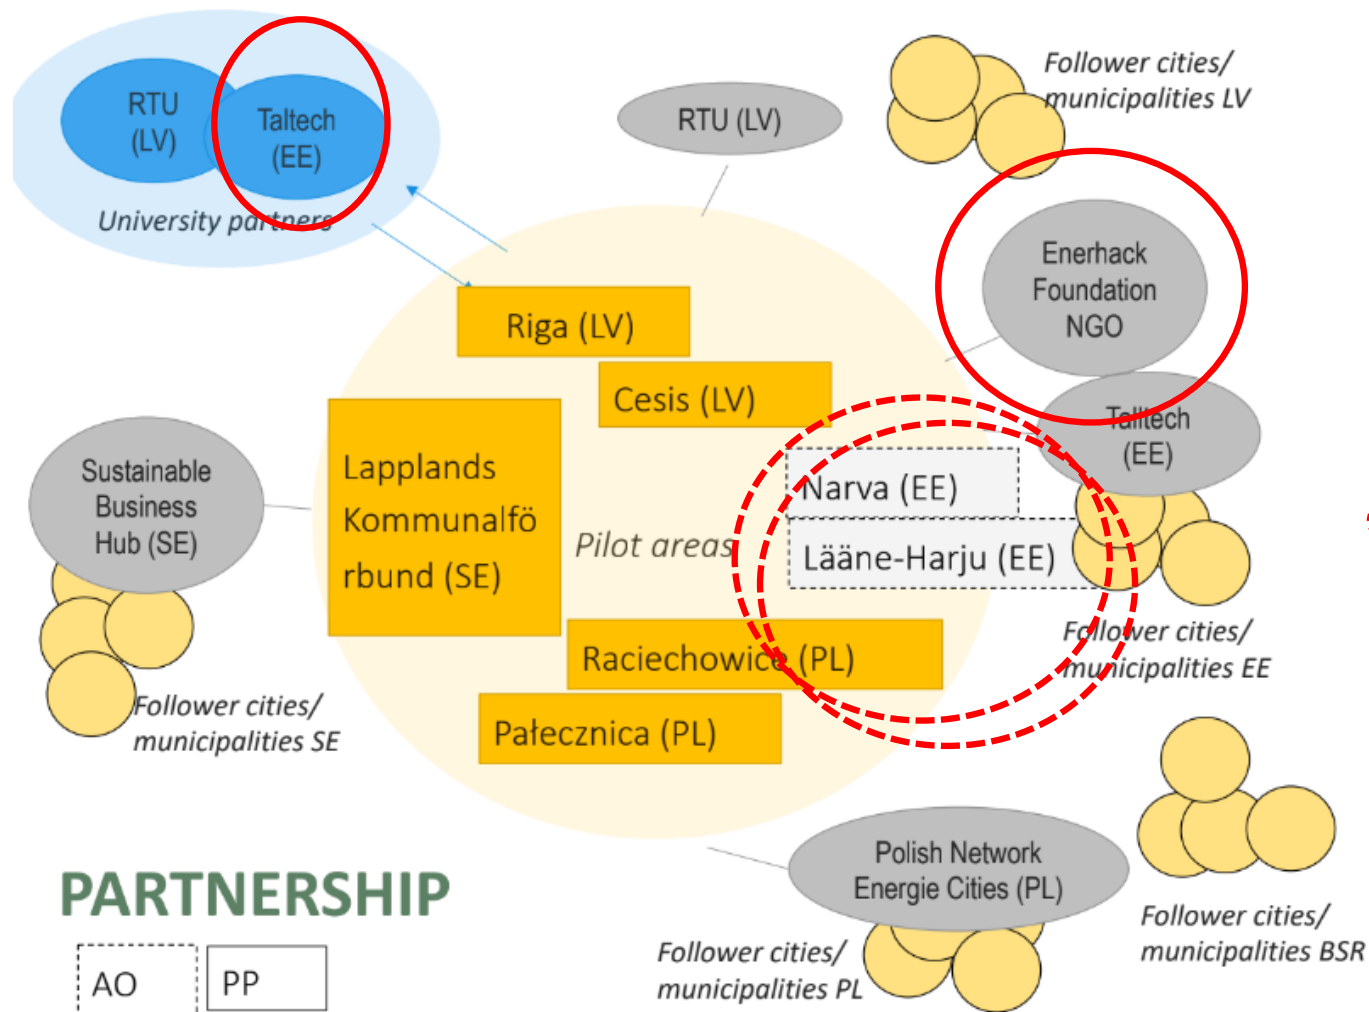 RTU
(LV)
Taltech
(EE)
University partners
RTU (LV)
Follower cities/
municipalities LV
Enerhack
Foundation
NGO
Talltech
(EE)
Riga (LV)
Cesis (LV)
Lapplands
Kommunalfö
rbund (SE)
Pilot areas
Narva (EE)
Lääne-Harju (EE)
Raciechowice (PL)
Pałecznica (PL)
Sustainable
Business
Hub (SE)
Follower cities/
municipalities SE
Follower cities/
municipalities EE
Polish Network
Energie Cities (PL)
Follower cities/
municipalities PL
Follower cities/
municipalities BSR
PARTNERSHIP
AO
PP